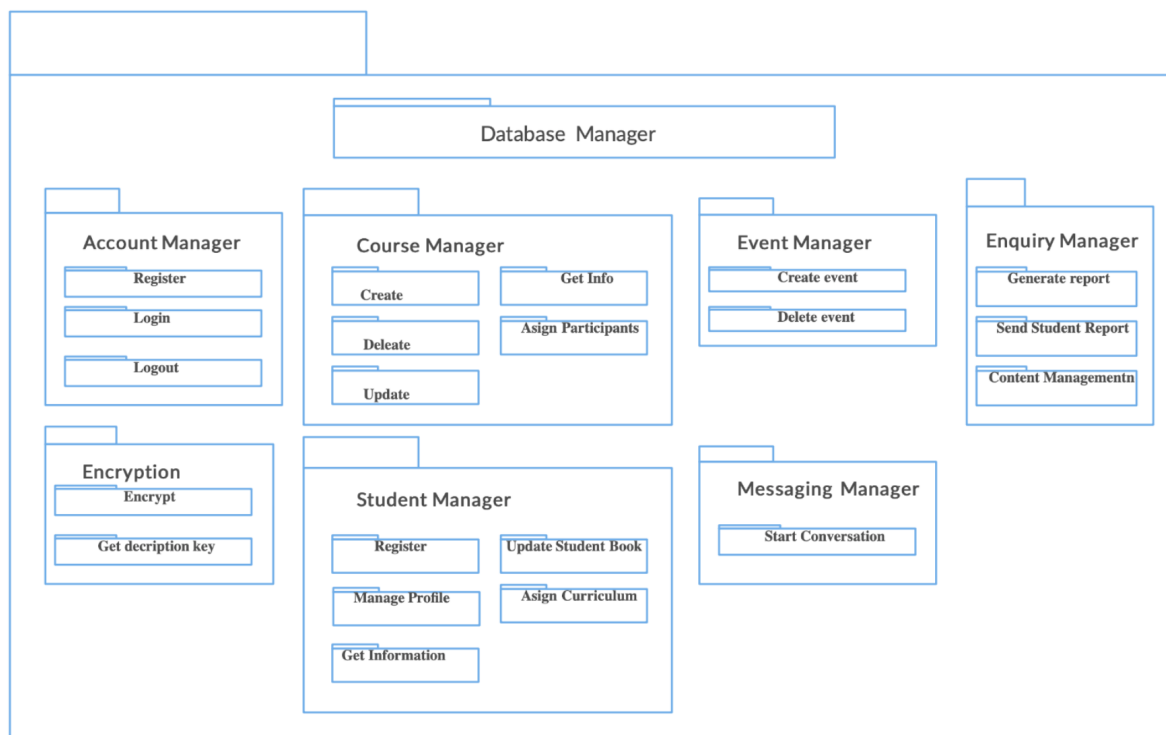 Database Manager
Account Manager
Register
Login
Logout
Course Manager
Create
Deleate
Update
Get Info
Asign Participants
Event Manager
Create event
Delete event
Enquiry Manager
Generate report
Send Student Report
Content Managementn
Encryption
Encrypt
Get decription key
Student Manager
Register
Manage Profile
Get Information
Update Student Book
Asign Curriculum
Messaging Manager
Start Conversation